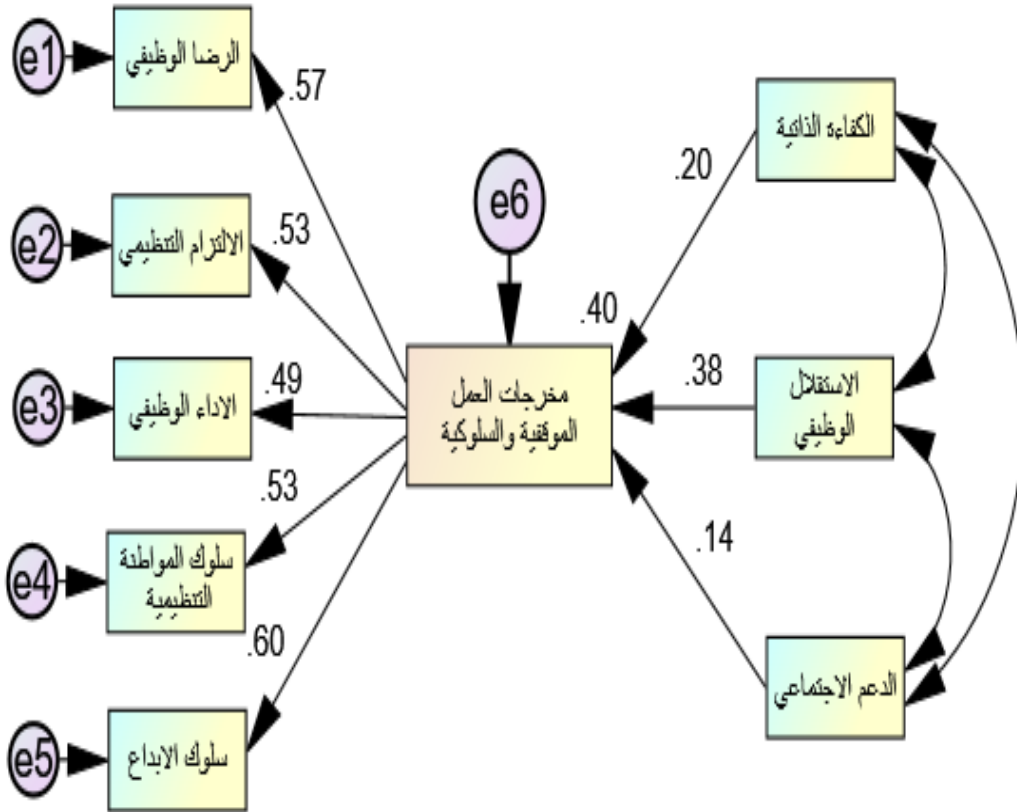 e1
الرضا الوظيفي
.57
e2
الالتزام التنظيمي
.53
e3
الاداء الوظيفي
.49
e4
سلوك المواطنة
التنظيمية
.53
e5
سلوك الابداع
.60
e6
مخرجات العمل
الموقفية والسلوكية
.40
الكفاءة الذاتية
.20
الاستقلال
الوظيفي
.38
الدعم الاجتماعي
.14